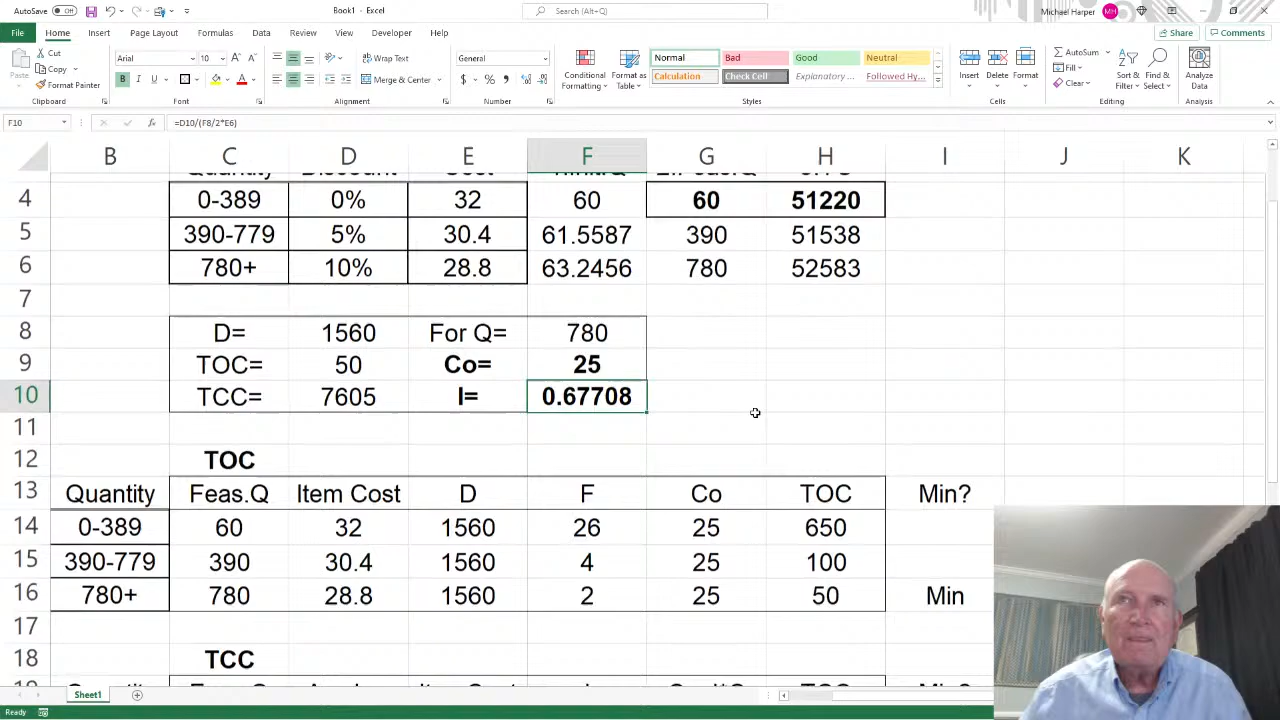 AutoSave Off Book1 - Excel Search (Alt+Q) Michael Harper MH
File Home Insert Page Layout Formulas Data Review View Developer Help Share Comments
Paste Cut Copy Format Painter Clipboard
Arial 10 A A B I U A Font
Wrap Text Merge & Center Alignment
General $ % , Number
Conditional Formatting Format as Table
Normal Bad Good Neutral
Calculation Check Cell Explanatory ... Followed Hy...
Styles
Insert Delete Format Cells
AutoSum Fill Clear Sort & Filter Find & Select Editing
Analyze Data Analysis
F10 fx =D10/(F8/2*E6)
B C D E F G H I J K
Quantity Discount Cost
4 0-389 0% 32 60 60 51220
5 390-779 5% 30.4 61.5587 390 51538
6 780+ 10% 28.8 63.2456 780 52583
7
8 D= 1560 For Q= 780
9 TOC= 50 Co= 25
10 TCC= 7605 I= 0.67708
11
12 TOC
13 Quantity Feas.Q Item Cost D F Co TOC Min?
14 0-389 60 32 1560 26 25 650
15 390-779 390 30.4 1560 4 25 100
16 780+ 780 28.8 1560 2 25 50 Min
17
18 TCC
Sheet1
Ready